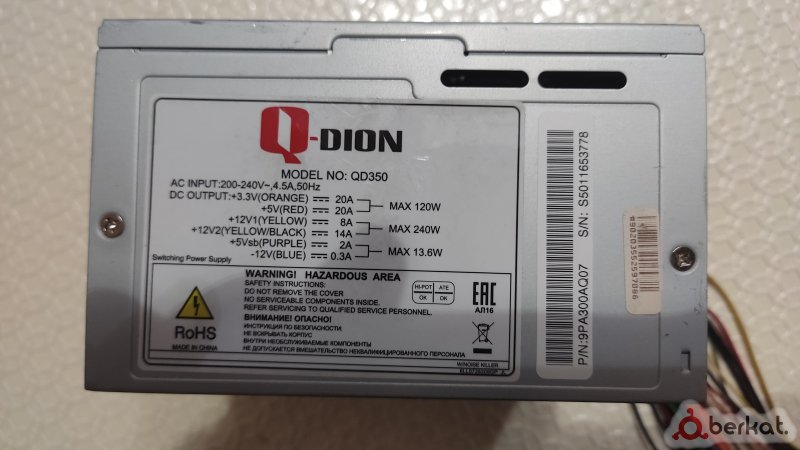 Q-DION
MODEL NO: QD350
AC INPUT:200-240V~,4.5A,50Hz
DC OUTPUT:+3.3V(ORANGE) 20A
+5V(RED) 20A
MAX 120W
+12V1(YELLOW) 8A
+12V2(YELLOW/BLACK) 14A
MAX 240W
+5Vsb(PURPLE) 2A
-12V(BLUE) 0.3A
MAX 13.6W
Switching Power Supply
WARNING! HAZARDOUS AREA
SAFETY INSTRUCTIONS:
DO NOT REMOVE THE COVER
NO SERVICEABLE COMPONENTS INSIDE.
REFER SERVICING TO QUALIFIED SERVICE PERSONNEL.
ВНИМАНИЕ! ОПАСНО!
ИНСТРУКЦИЯ ПО БЕЗОПАСНОСТИ:
НЕ ВСКРЫВАТЬ КОРПУС
ВНУТРИ НЕОБСЛУЖИВАЕМЫЕ КОМПОНЕНТЫ
НЕ ДОПУСКАЕТСЯ ВМЕШАТЕЛЬСТВО НЕКВАЛИФИЦИРОВАННОГО ПЕРСОНАЛА
HI-POT ATE
OK OK
EAC
АЛ16
RoHS
MADE IN CHINA
W/NOISE KILLER
P/N:9PA300AQ07 S/N: S5011653778
berkat.